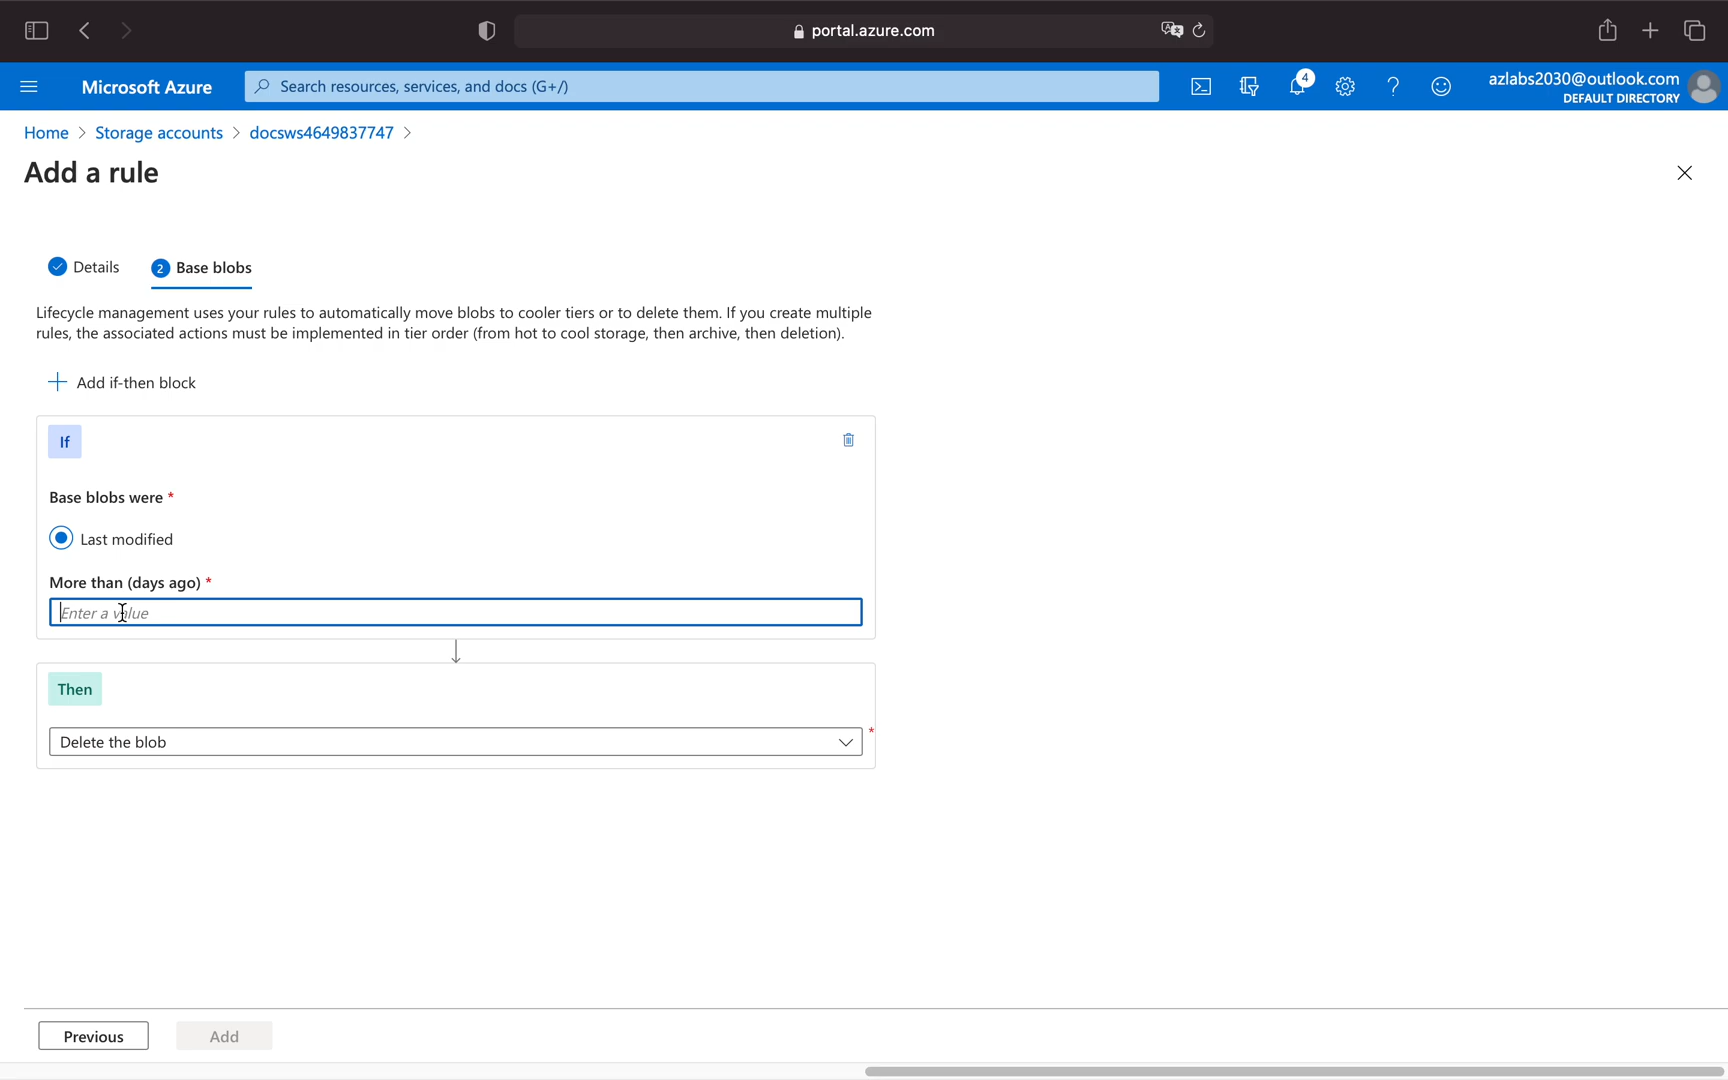 portal.azure.com
Microsoft Azure
Search resources, services, and docs (G+/)
4
azlabs2030@outlook.com
DEFAULT DIRECTORY
Home > Storage accounts > docsws4649837747 >
Add a rule
Details
2 Base blobs
Lifecycle management uses your rules to automatically move blobs to cooler tiers or to delete them. If you create multiple
rules, the associated actions must be implemented in tier order (from hot to cool storage, then archive, then deletion).
Add if-then block
If
Base blobs were *
Last modified
More than (days ago) *
Enter a value
Then
Delete the blob
*
Previous
Add